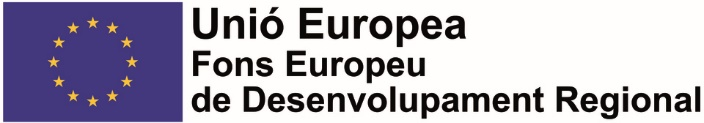 Unió Europea
Fons Europeu
de Desenvolupament Regional